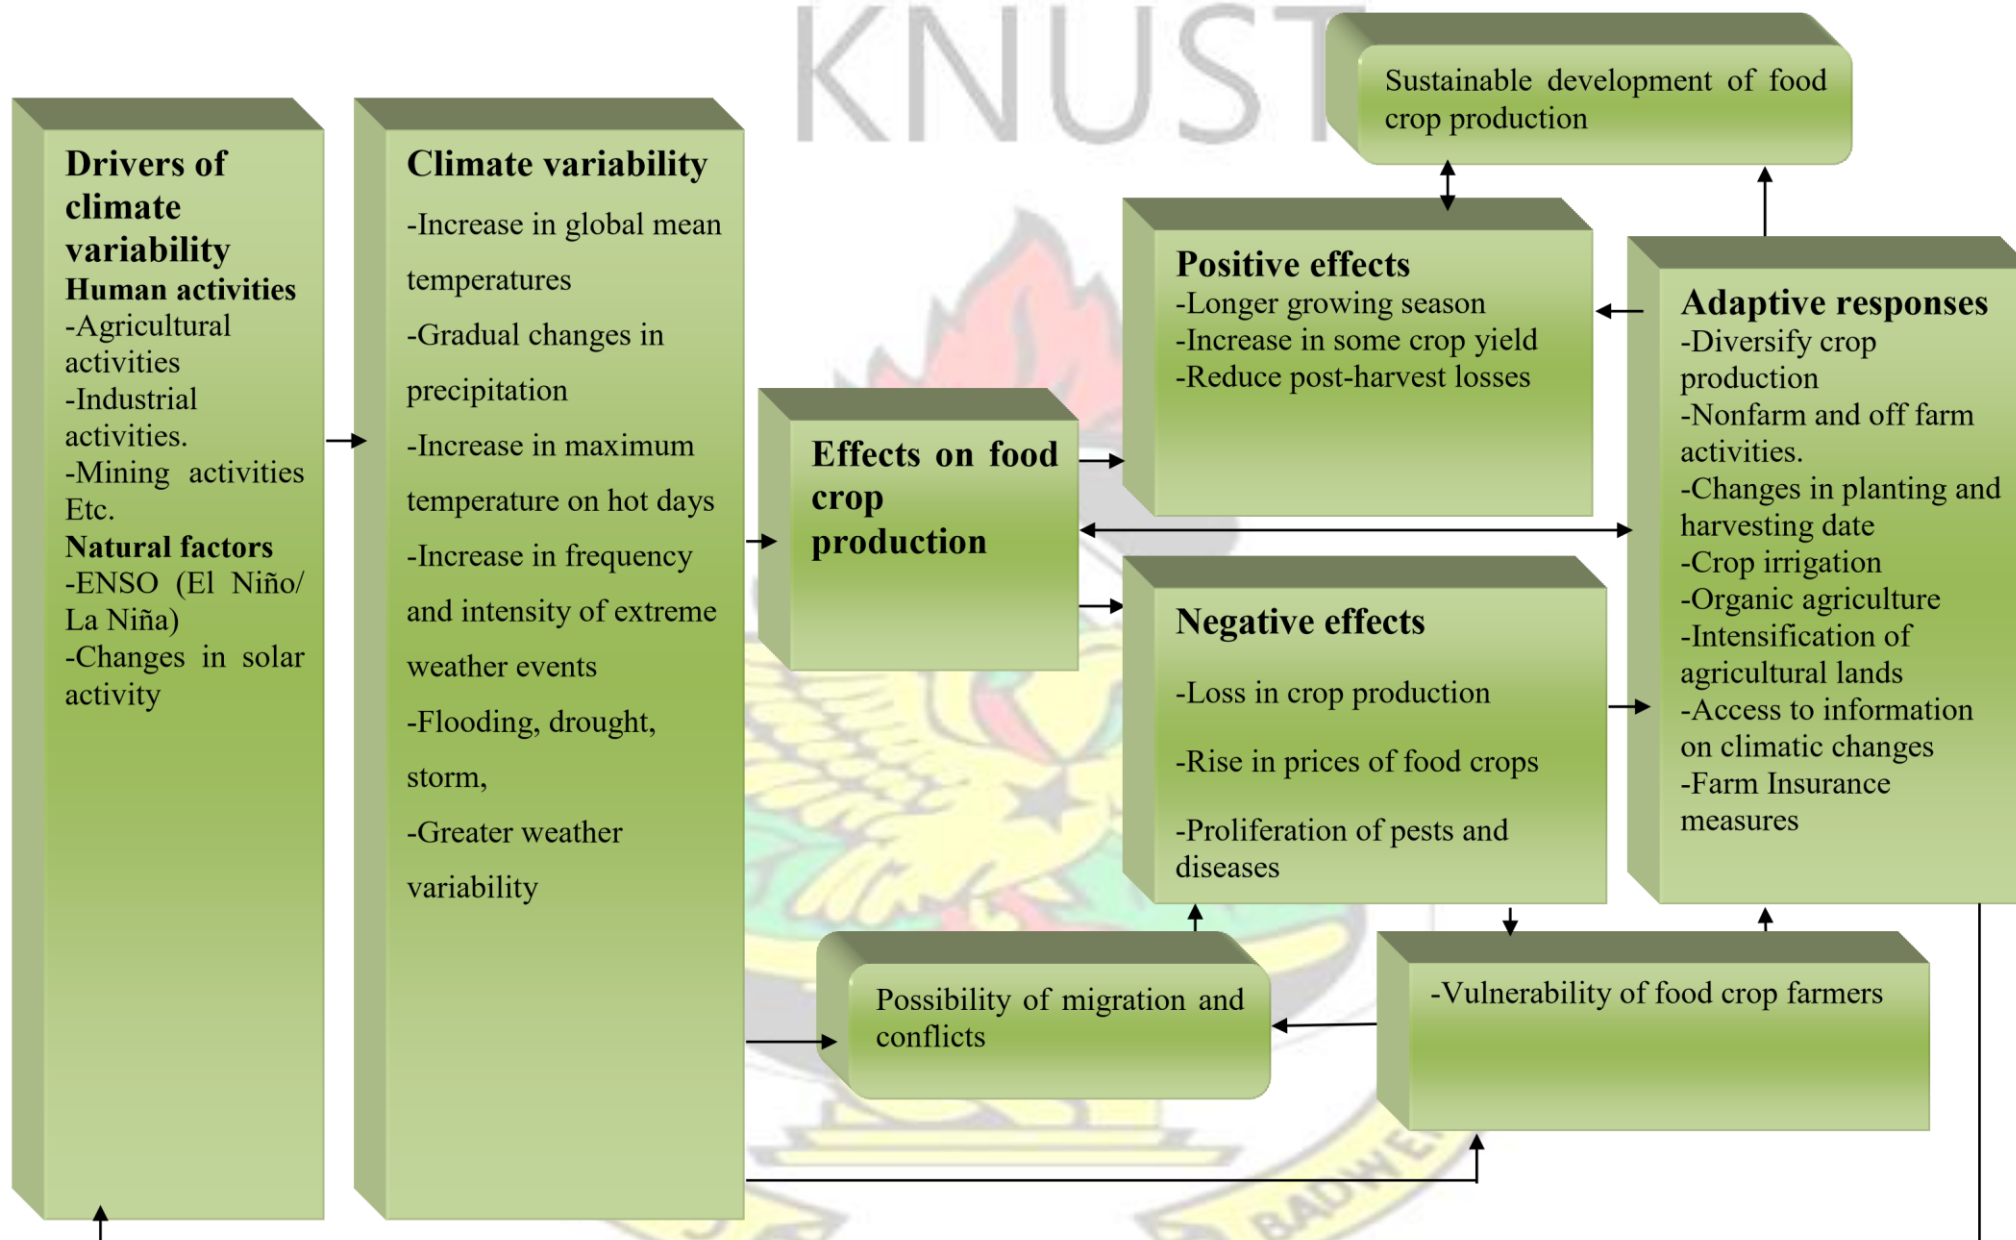 KNUST
Sustainable development of food
crop production
Drivers of
climate
variability
Human activities
-Agricultural
activities
-Industrial
activities.
-Mining activities
Etc.
Natural factors
-ENSO (El Niño/
La Niña)
-Changes in solar
activity
Climate variability
-Increase in global mean
temperatures
-Gradual changes in
precipitation
-Increase in maximum
temperature on hot days
-Increase in frequency
and intensity of extreme
weather events
-Flooding, drought,
storm,
-Greater weather
variability
Effects on food
crop
production
Positive effects
-Longer growing season
-Increase in some crop yield
-Reduce post-harvest losses
Negative effects
-Loss in crop production
-Rise in prices of food crops
-Proliferation of pests and
diseases
Adaptive responses
-Diversify crop
production
-Nonfarm and off farm
activities.
-Changes in planting and
harvesting date
-Crop irrigation
-Organic agriculture
-Intensification of
agricultural lands
-Access to information
on climatic changes
-Farm Insurance
measures
Possibility of migration and
conflicts
-Vulnerability of food crop farmers